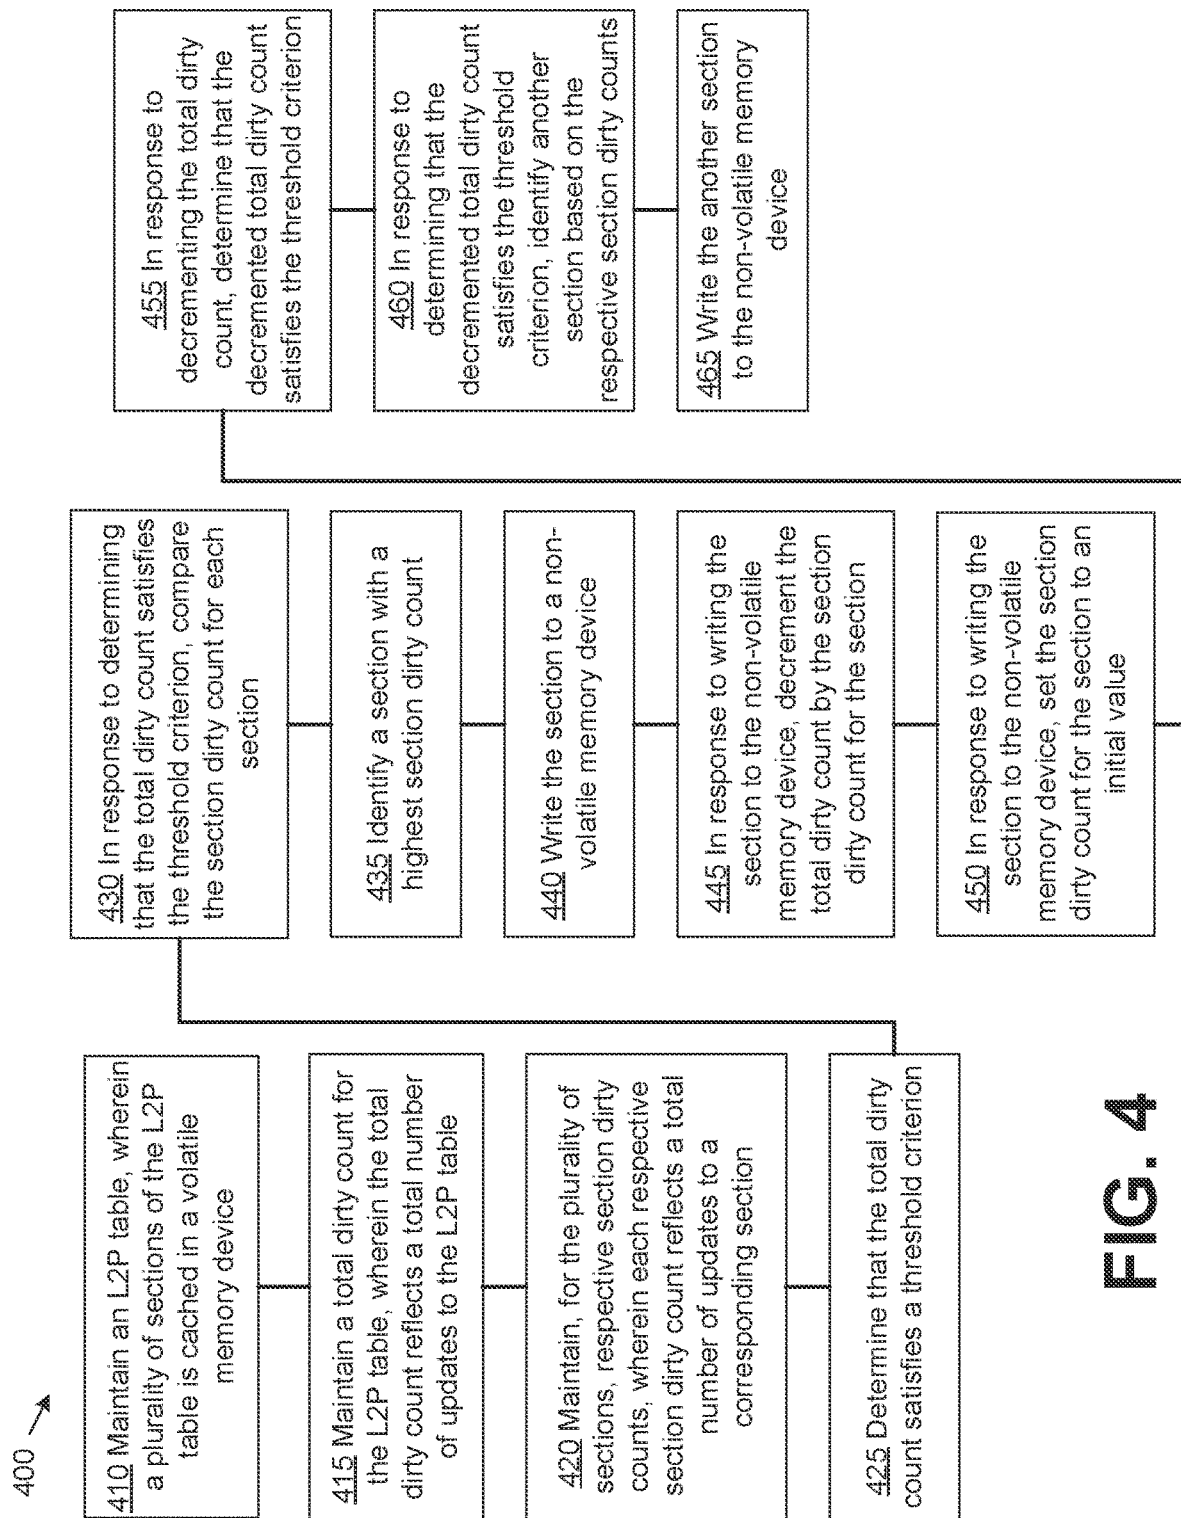 400
410 Maintain an L2P table, wherein
a plurality of sections of the L2P
table is cached in a volatile
memory device
415 Maintain a total dirty count for
the L2P table, wherein the total
dirty count reflects a total number
of updates to the L2P table
420 Maintain, for the plurality of
sections, respective section dirty
counts, wherein each respective
section dirty count reflects a total
number of updates to a
corresponding section
425 Determine that the total dirty
count satisfies a threshold criterion
430 In response to determining
that the total dirty count satisfies
the threshold criterion, compare
the section dirty count for each
section
435 Identify a section with a
highest section dirty count
440 Write the section to a non-
volatile memory device
445 In response to writing the
section to the non-volatile
memory device, decrement the
total dirty count by the section
dirty count for the section
450 In response to writing the
section to the non-volatile
memory device, set the section
dirty count for the section to an
initial value
455 In response to
decrementing the total dirty
count, determine that the
decremented total dirty count
satisfies the threshold criterion
460 In response to
determining that the
decremented total dirty count
satisfies the threshold
criterion, identify another
section based on the
respective section dirty counts
465 Write the another section
to the non-volatile memory
device
FIG. 4